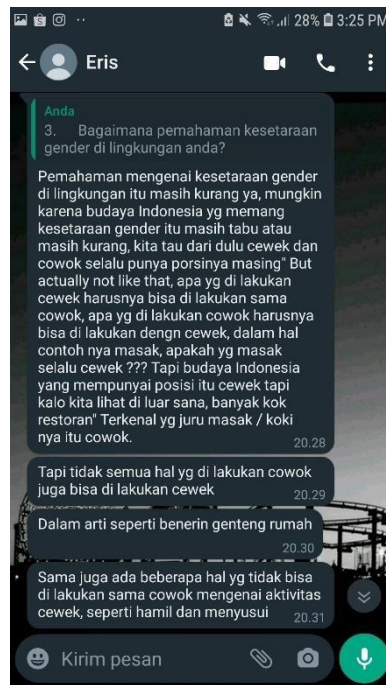 28% 3:25 PM
Eris
Anda
3. Bagaimana pemahaman kesetaraan
gender di lingkungan anda?
Pemahaman mengenai kesetaraan gender
di lingkungan itu masih kurang ya, mungkin
karena budaya Indonesia yg memang
kesetaraan gender itu masih tabu atau
masih kurang, kita tau dari dulu cewek dan
cowok selalu punya porsinya masing" But
actually not like that, apa yg di lakukan
cewek harusnya bisa di lakukan sama
cowok, apa yg di lakukan cowok harusnya
bisa di lakukan dengn cewek, dalam hal
contoh nya masak, apakah yg masak
selalu cewek ??? Tapi budaya Indonesia
yang mempunyai posisi itu cewek tapi
kalo kita lihat di luar sana, banyak kok
restoran" Terkenal yg juru masak / koki
nya itu cowok.
20.28
Tapi tidak semua hal yg di lakukan cowok
juga bisa di lakukan cewek
20.29
Dalam arti seperti benerin genteng rumah
20.30
Sama juga ada beberapa hal yg tidak bisa
di lakukan sama cowok mengenai aktivitas
cewek, seperti hamil dan menyusui
20.31
Kirim pesan